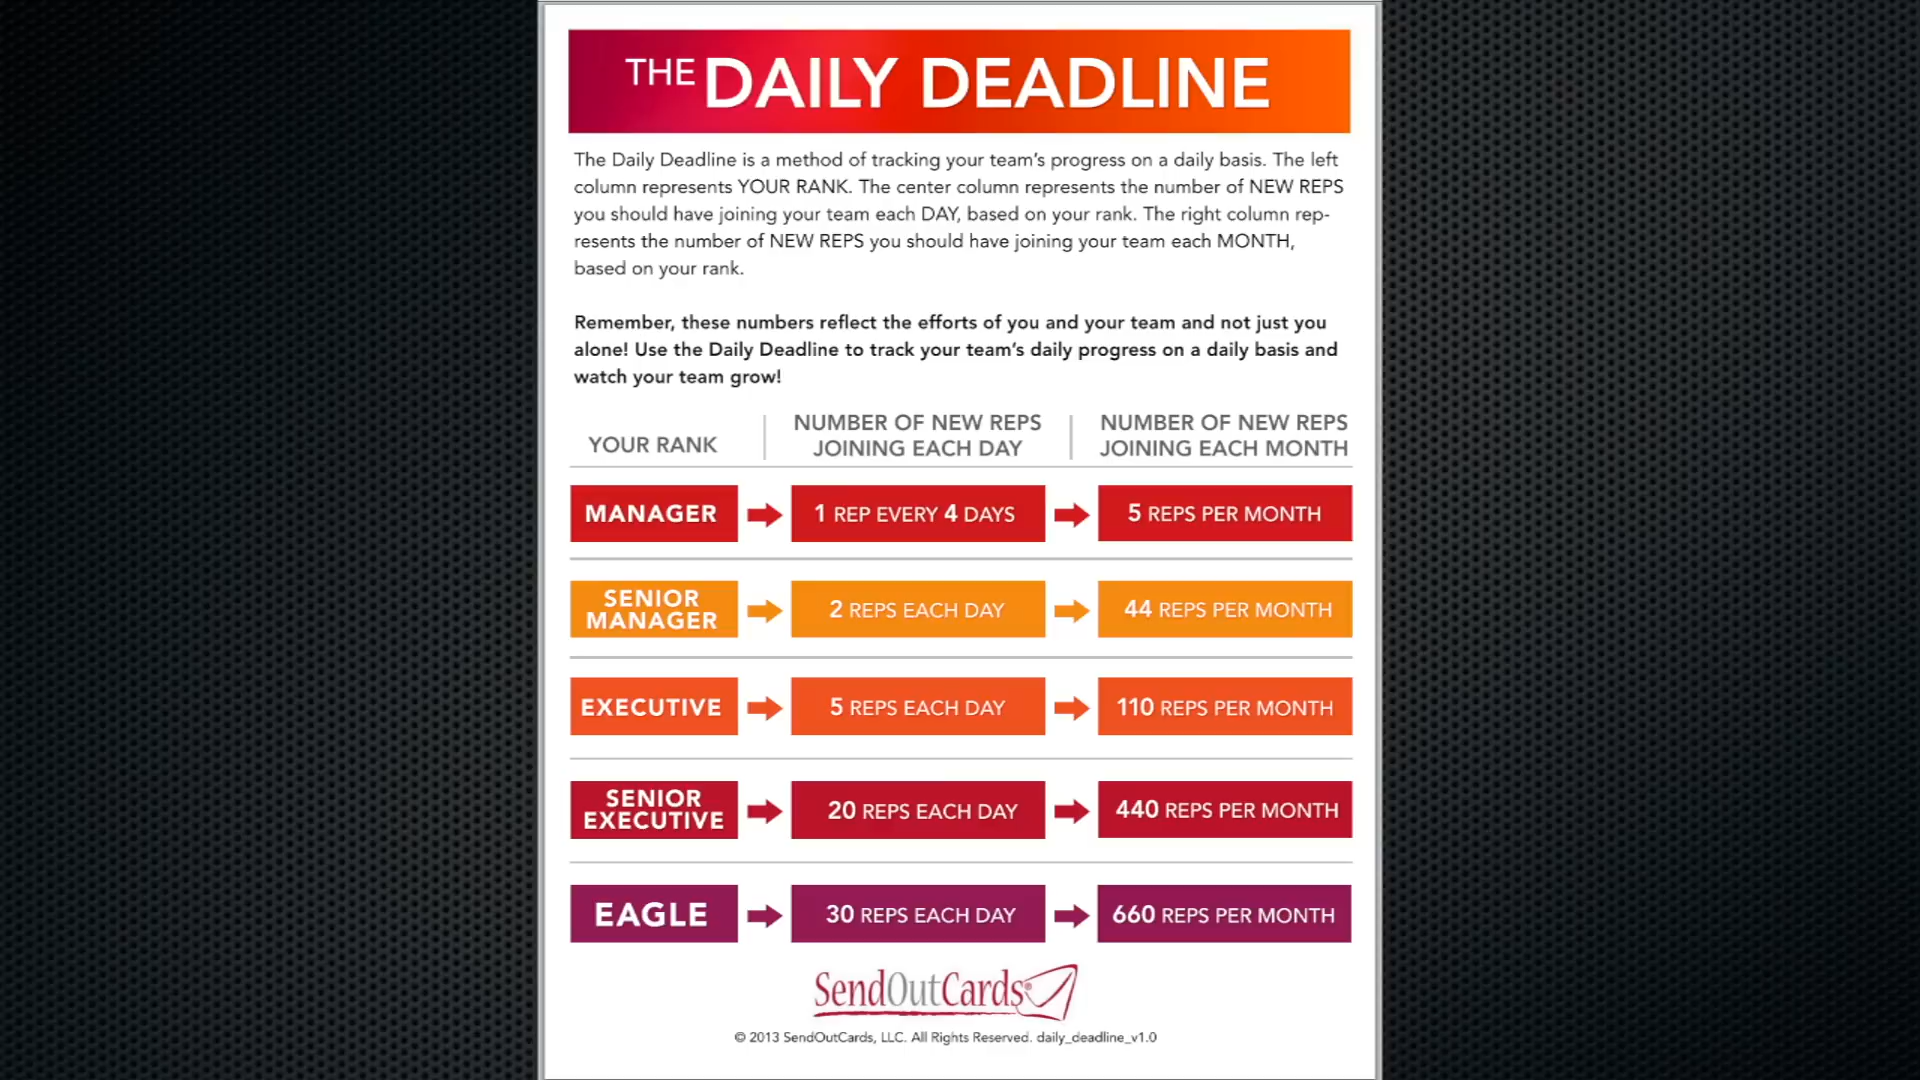 THE DAILY DEADLINE
The Daily Deadline is a method of tracking your team's progress on a daily basis. The left
column represents YOUR RANK. The center column represents the number of NEW REPS
you should have joining your team each DAY, based on your rank. The right column rep-
resents the number of NEW REPS you should have joining your team each MONTH,
based on your rank.
Remember, these numbers reflect the efforts of you and your team and not just you
alone! Use the Daily Deadline to track your team's daily progress on a daily basis and
watch your team grow!
YOUR RANK
NUMBER OF NEW REPS
JOINING EACH DAY
NUMBER OF NEW REPS
JOINING EACH MONTH
MANAGER
1 REP EVERY 4 DAYS
5 REPS PER MONTH
SENIOR
MANAGER
2 REPS EACH DAY
44 REPS PER MONTH
EXECUTIVE
5 REPS EACH DAY
110 REPS PER MONTH
SENIOR
EXECUTIVE
20 REPS EACH DAY
440 REPS PER MONTH
EAGLE
30 REPS EACH DAY
660 REPS PER MONTH
SendOutCards®
© 2013 SendOutCards, LLC. All Rights Reserved. daily_deadline_v1.0